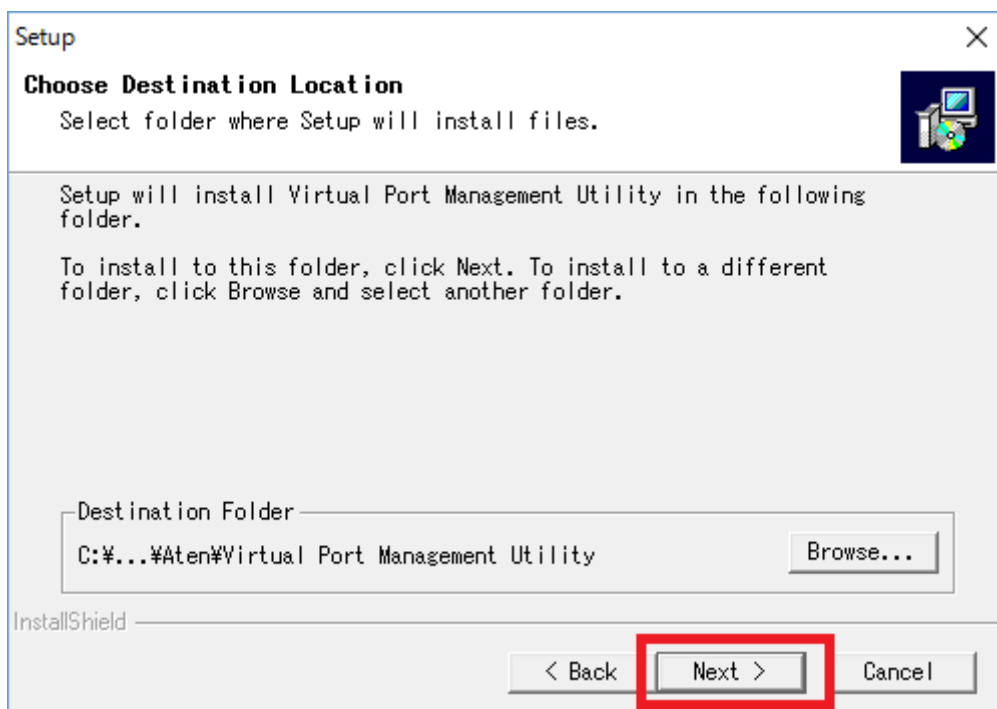 Setup
Choose Destination Location
Select folder where Setup will install files.
Setup will install Virtual Port Management Utility in the following
folder.
To install to this folder, click Next. To install to a different
folder, click Browse and select another folder.
Destination Folder
C:¥...¥Aten¥Virtual Port Management Utility
Browse...
InstallShield
< Back
Next >
Cancel